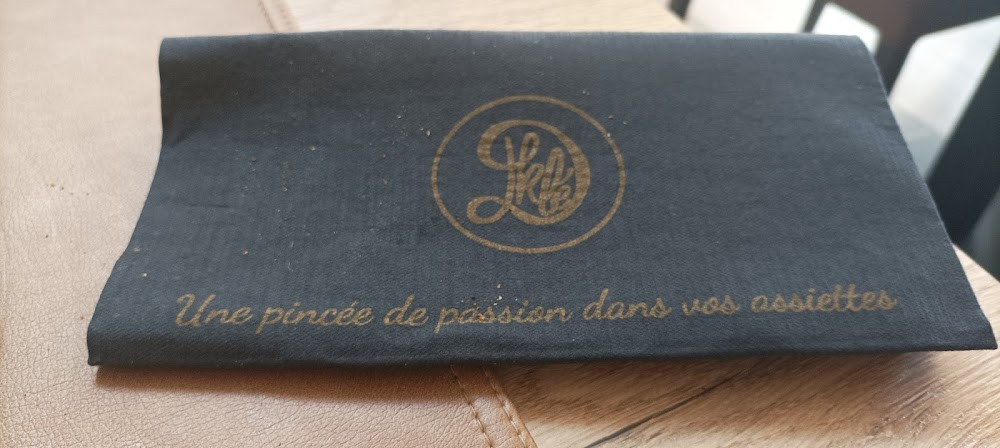 Une pincée de passion dans vos assiettes